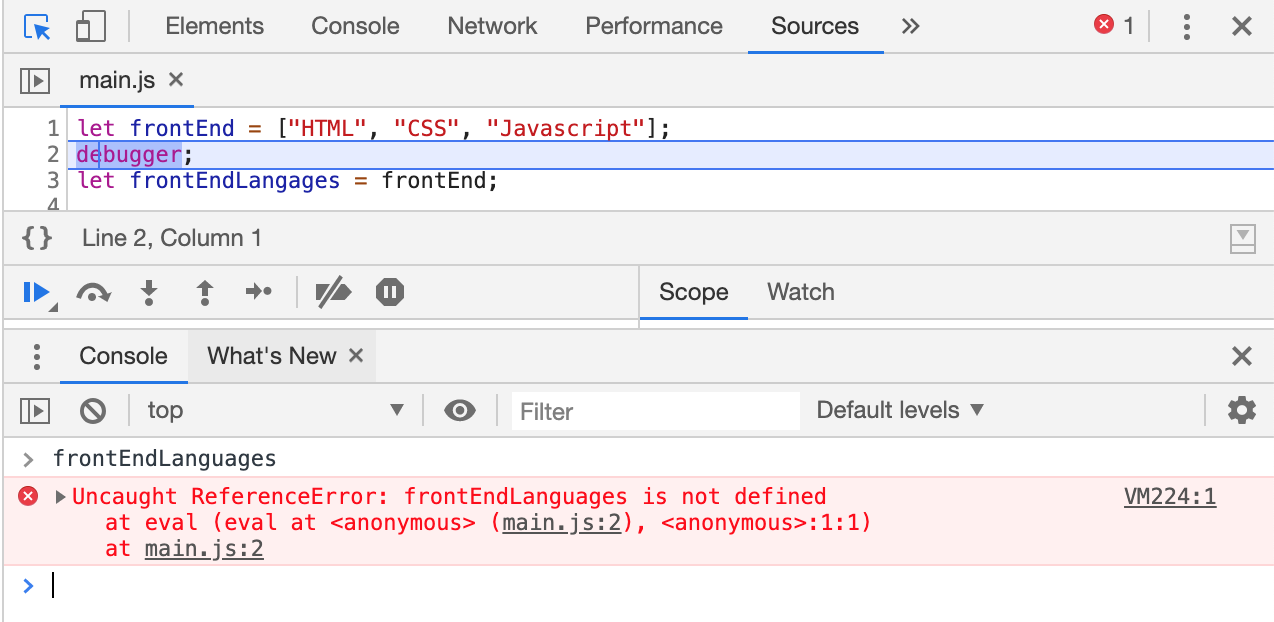 Elements Console Network Performance Sources » 1
main.js ×
1 let frontEnd = ["HTML", "CSS", "Javascript"];
2 debugger;
3 let frontEndLangages = frontEnd;
4
{} Line 2, Column 1
Scope Watch
Console What's New ×
top ▼ Filter Default levels ▼
> frontEndLanguages
Uncaught ReferenceError: frontEndLanguages is not defined VM224:1
at eval (eval at <anonymous> (main.js:2), <anonymous>:1:1)
at main.js:2
>